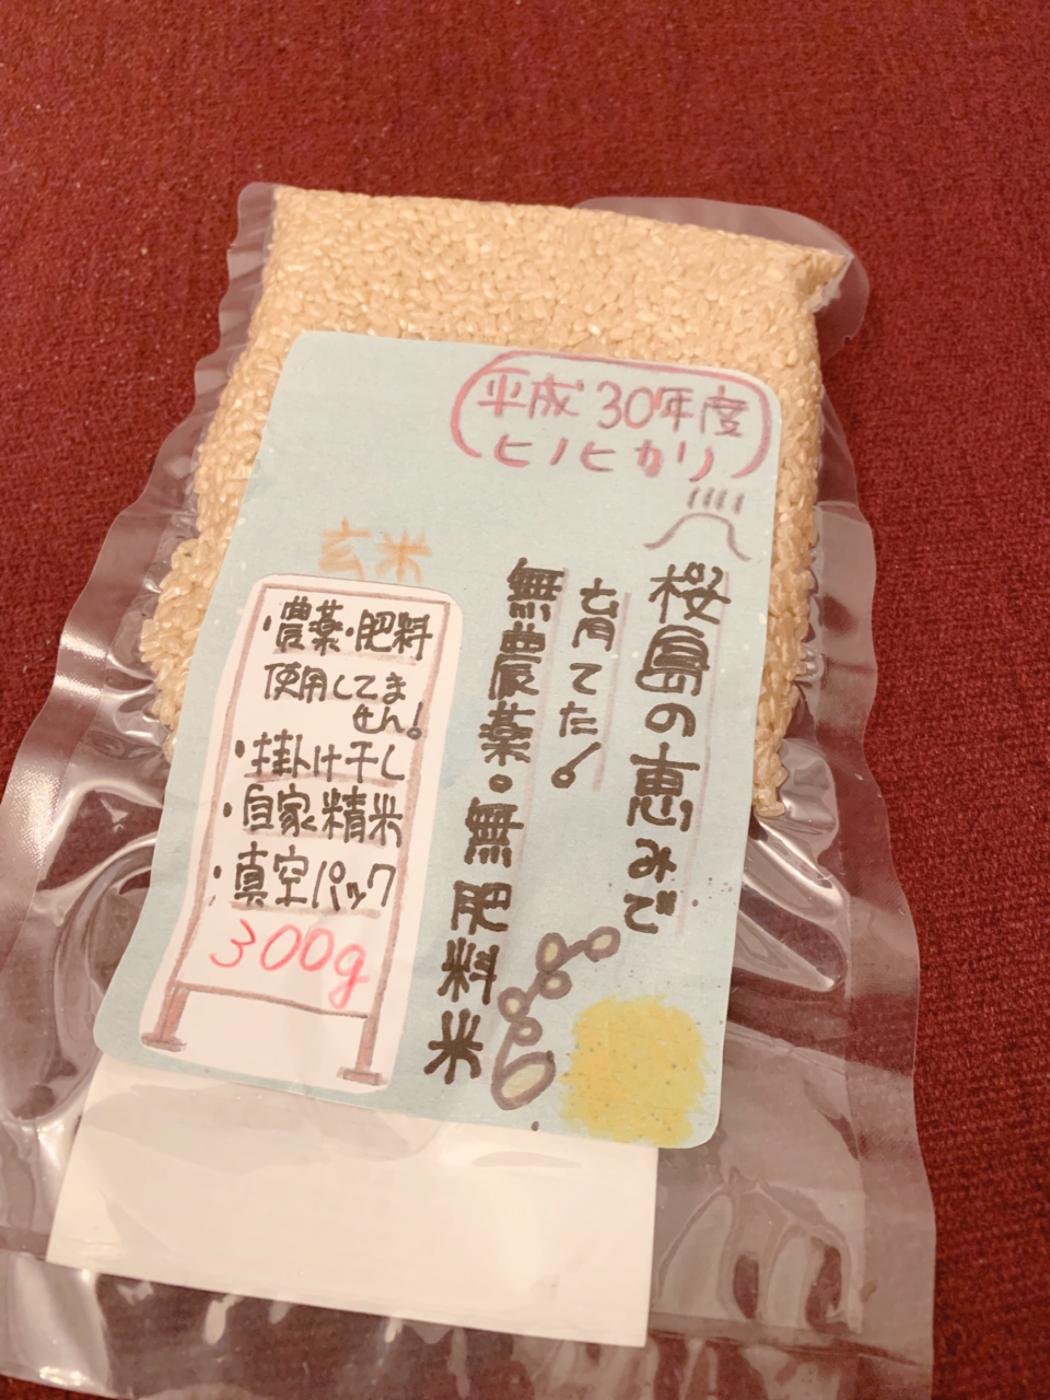 平成30年度
ヒノヒカリ
桜島の恵みで
育てた!
無農薬・無肥料米
玄米
・農薬・肥料
使用してま
せん!
・掛け干し
・自家精米
・真空パック
300g